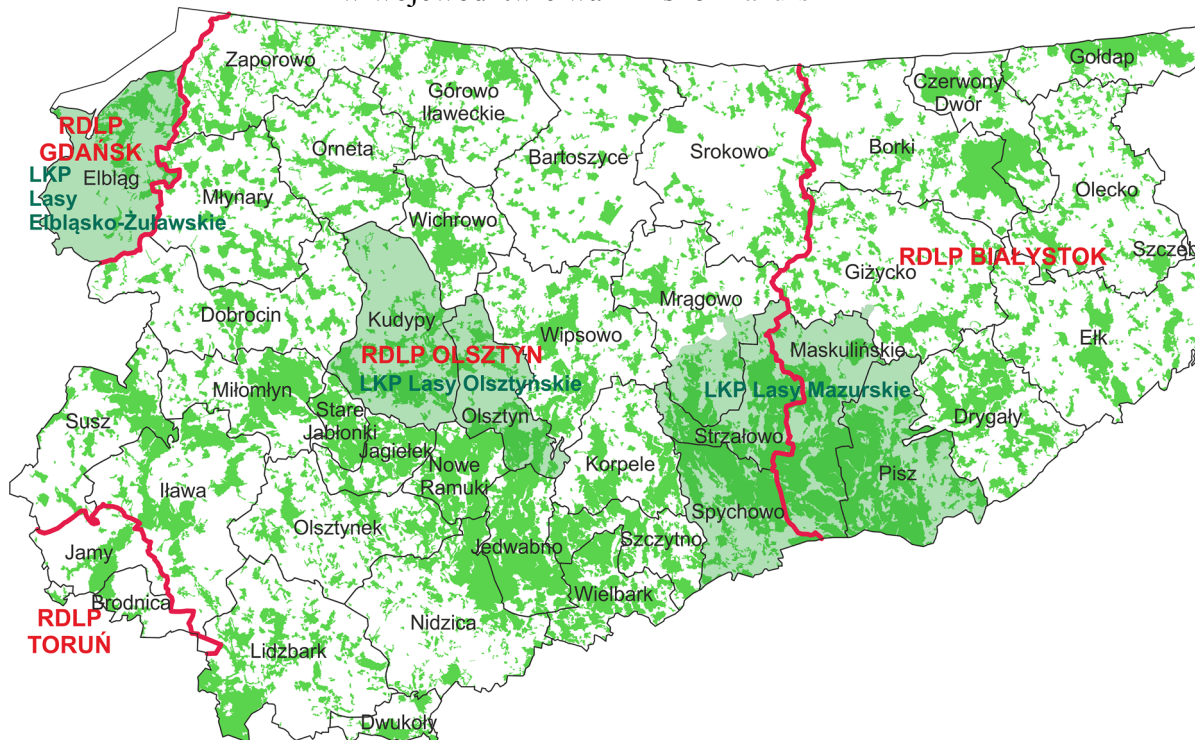 Zaporowo
Gołdap
Czerwony
Dwór
Górowo
Iławeckie
RDLP
GDAŃSK
Orneta
Bartoszyce
Srokowo
Borki
LKP
Lasy
Elbląsko-Żuławskie
Elbląg
Młynary
Olecko
Wichrowo
Szczek
RDLP BIAŁYSTOK
Giżycko
Mrągowo
Dobrocin
Kudypy
Wipsowo
Ełk
RDLP OLSZTYN
Maskulińskie
LKP Lasy Olsztyńskie
LKP Lasy Mazurskie
Miłomłyn
Stare
Jabłonki
Olsztyn
Drygały
Susz
Strzałowo
Jagiełek
Nowe
Ramuki
Korpele
Pisz
Iława
Spychowo
Olsztynek
Szczytno
Jedwabno
Jamy
Wielbark
Brodnica
RDLP
TORUŃ
Nidzica
Lidzbark
Dwukoły